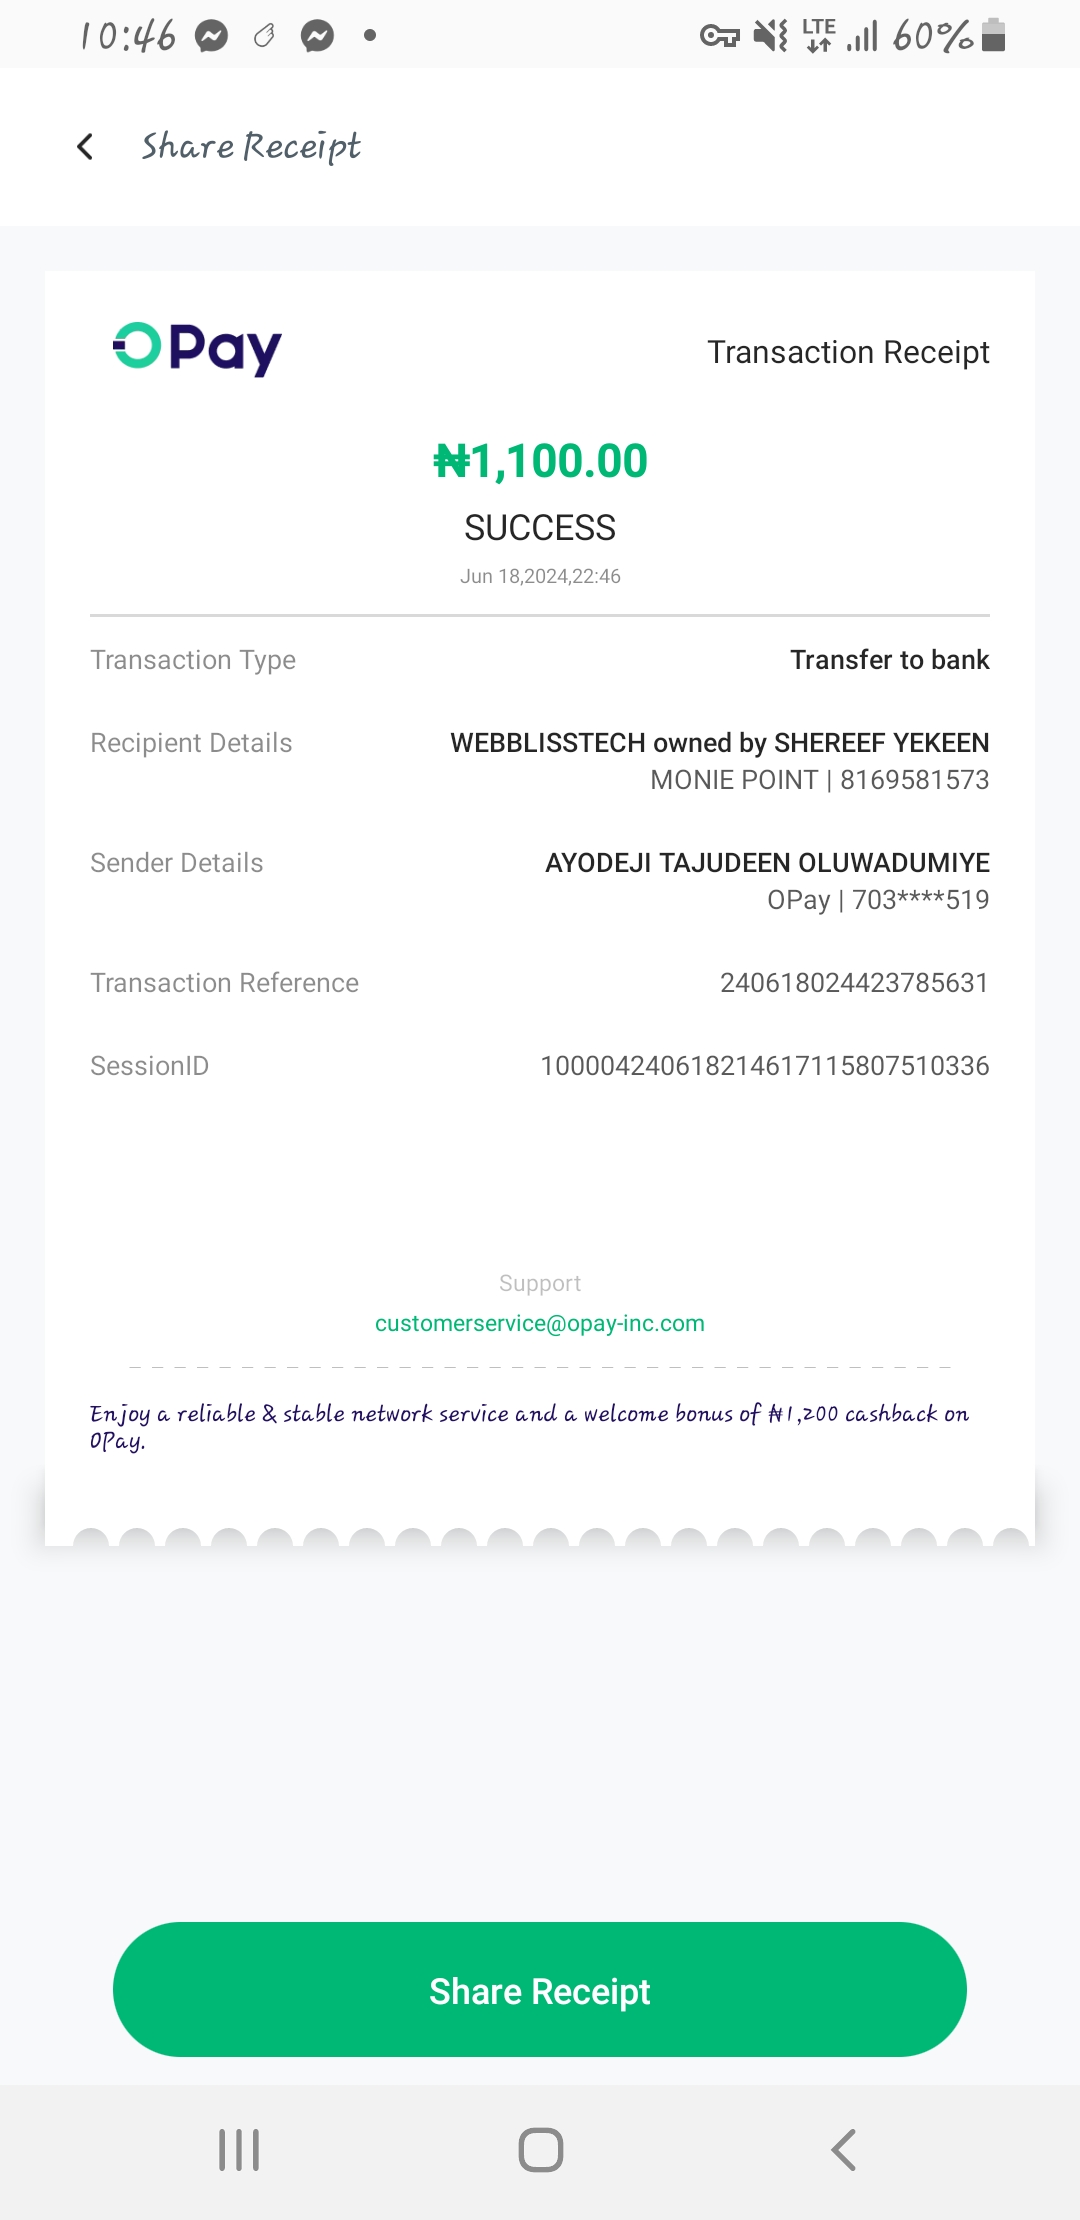 10:46 LTE 60%
Share Receipt
OPay Transaction Receipt
₦1,100.00
SUCCESS
Jun 18,2024,22:46
Transaction Type Transfer to bank
Recipient Details WEBBLISSTECH owned by SHEREEF YEKEEN
MONIE POINT | 8169581573
Sender Details AYODEJI TAJUDEEN OLUWADUMIYE
OPay | 703****519
Transaction Reference 240618024423785631
SessionID 100004240618214617115807510336
Support
customerservice@opay-inc.com
Enjoy a reliable & stable network service and a welcome bonus of ₦1,200 cashback on
OPay.
Share Receipt